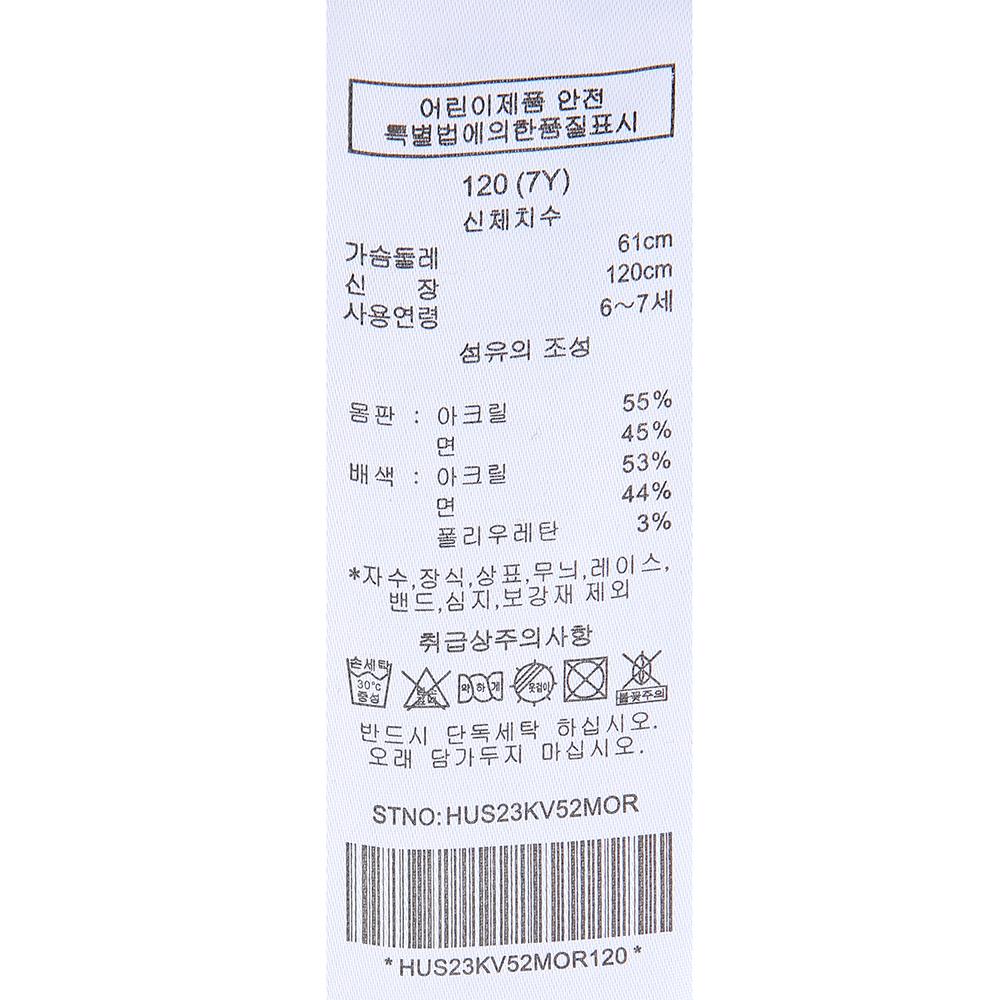 어린이제품 안전
특별법에의한품질표시
120 (7Y)
신체치수
가슴둘레 61cm
신 장 120cm
사용연령 6~7세
섬유의 조성
몸판 : 아크릴 55%
면 45%
배색 : 아크릴 53%
면 44%
폴리우레탄 3%
*자수,장식,상표,무늬,레이스,
밴드,심지,보강재 제외
취급상주의사항
손세탁 30℃ 중성 약하게 옷걸이 불꽃주의
반드시 단독세탁 하십시오.
오래 담가두지 마십시오.
STNO:HUS23KV52MOR
*HUS23KV52MOR120*